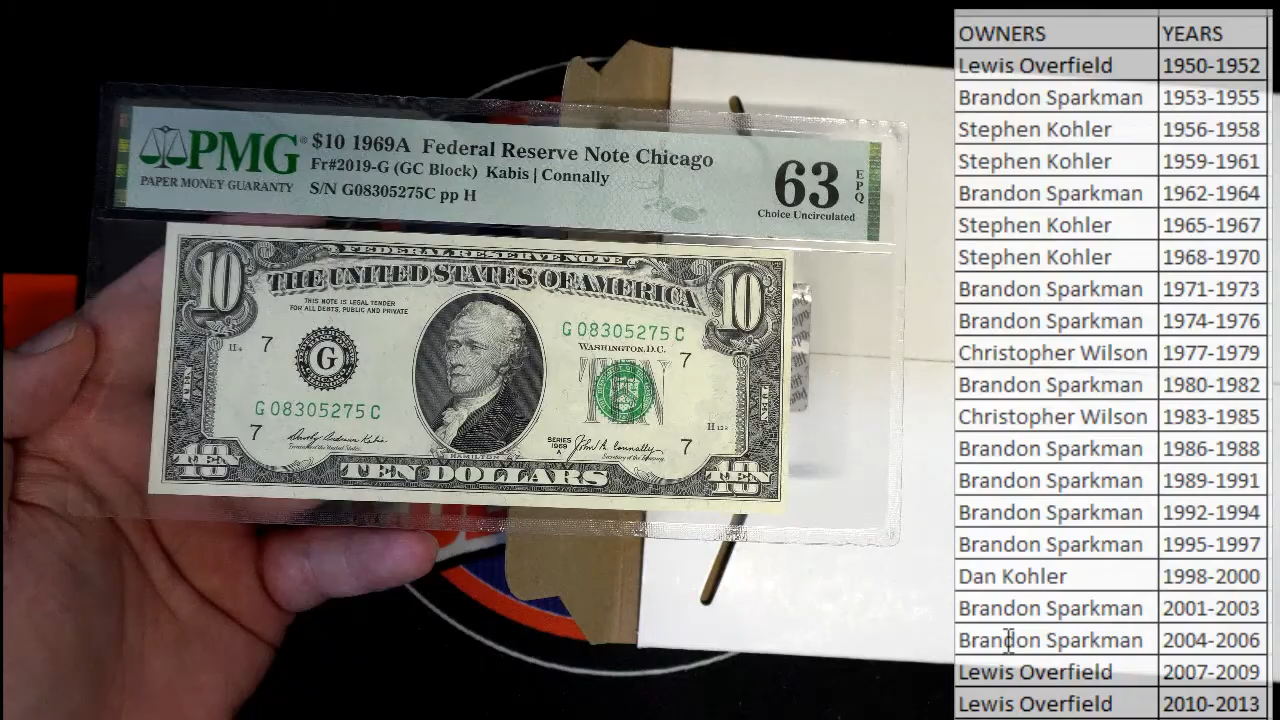 PMG
PAPER MONEY GUARANTY
$10 1969A Federal Reserve Note Chicago
Fr#2019-G (GC Block) Kabis | Connally
S/N G08305275C pp H
63
EPQ
Choice Uncirculated
FEDERAL RESERVE NOTE
10
THE UNITED STATES OF AMERICA
10
THIS NOTE IS LEGAL TENDER
FOR ALL DEBTS, PUBLIC AND PRIVATE
G 08305275 C
WASHINGTON, D.C.
7
G
7
TEN
G 08305275 C
7
7
SERIES
1969
A
HAMILTON
TEN
TEN DOLLARS
TEN
OWNERS YEARS
Lewis Overfield 1950-1952
Brandon Sparkman 1953-1955
Stephen Kohler 1956-1958
Stephen Kohler 1959-1961
Brandon Sparkman 1962-1964
Stephen Kohler 1965-1967
Stephen Kohler 1968-1970
Brandon Sparkman 1971-1973
Brandon Sparkman 1974-1976
Christopher Wilson 1977-1979
Brandon Sparkman 1980-1982
Christopher Wilson 1983-1985
Brandon Sparkman 1986-1988
Brandon Sparkman 1989-1991
Brandon Sparkman 1992-1994
Brandon Sparkman 1995-1997
Dan Kohler 1998-2000
Brandon Sparkman 2001-2003
Brandon Sparkman 2004-2006
Lewis Overfield 2007-2009
Lewis Overfield 2010-2013